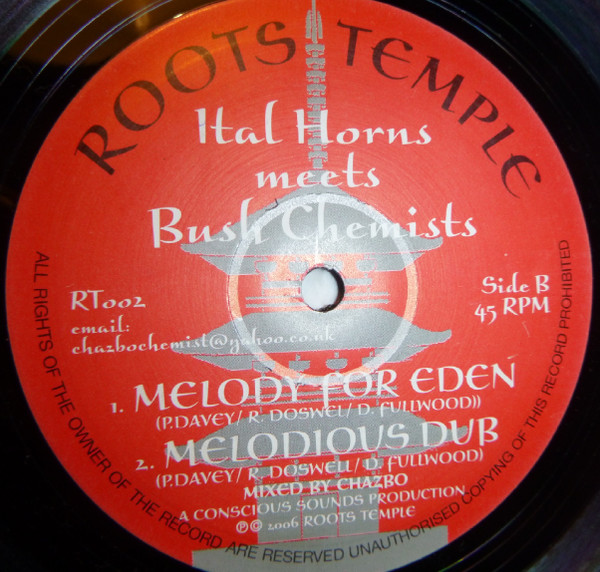 ROOTS TEMPLE
Ital Horns
meets
Bush Chemists
RT002
email:
chazbochemist@yahoo.co.uk
Side B
45 RPM
1. MELODY FOR EDEN
(P.DAVEY/ R. DOSWEL/ D. FULLWOOD))
2. MELODIOUS DUB
(P.DAVEY/ R. DOSWELL/ D. FULLWOOD)
MIXED BY CHAZBO
A CONSCIOUS SOUNDS PRODUCTION
℗ © 2006 ROOTS TEMPLE
ALL RIGHTS OF THE OWNER OF THE RECORD ARE RESERVED UNAUTHORISED COPYING OF THIS RECORD PROHIBITED